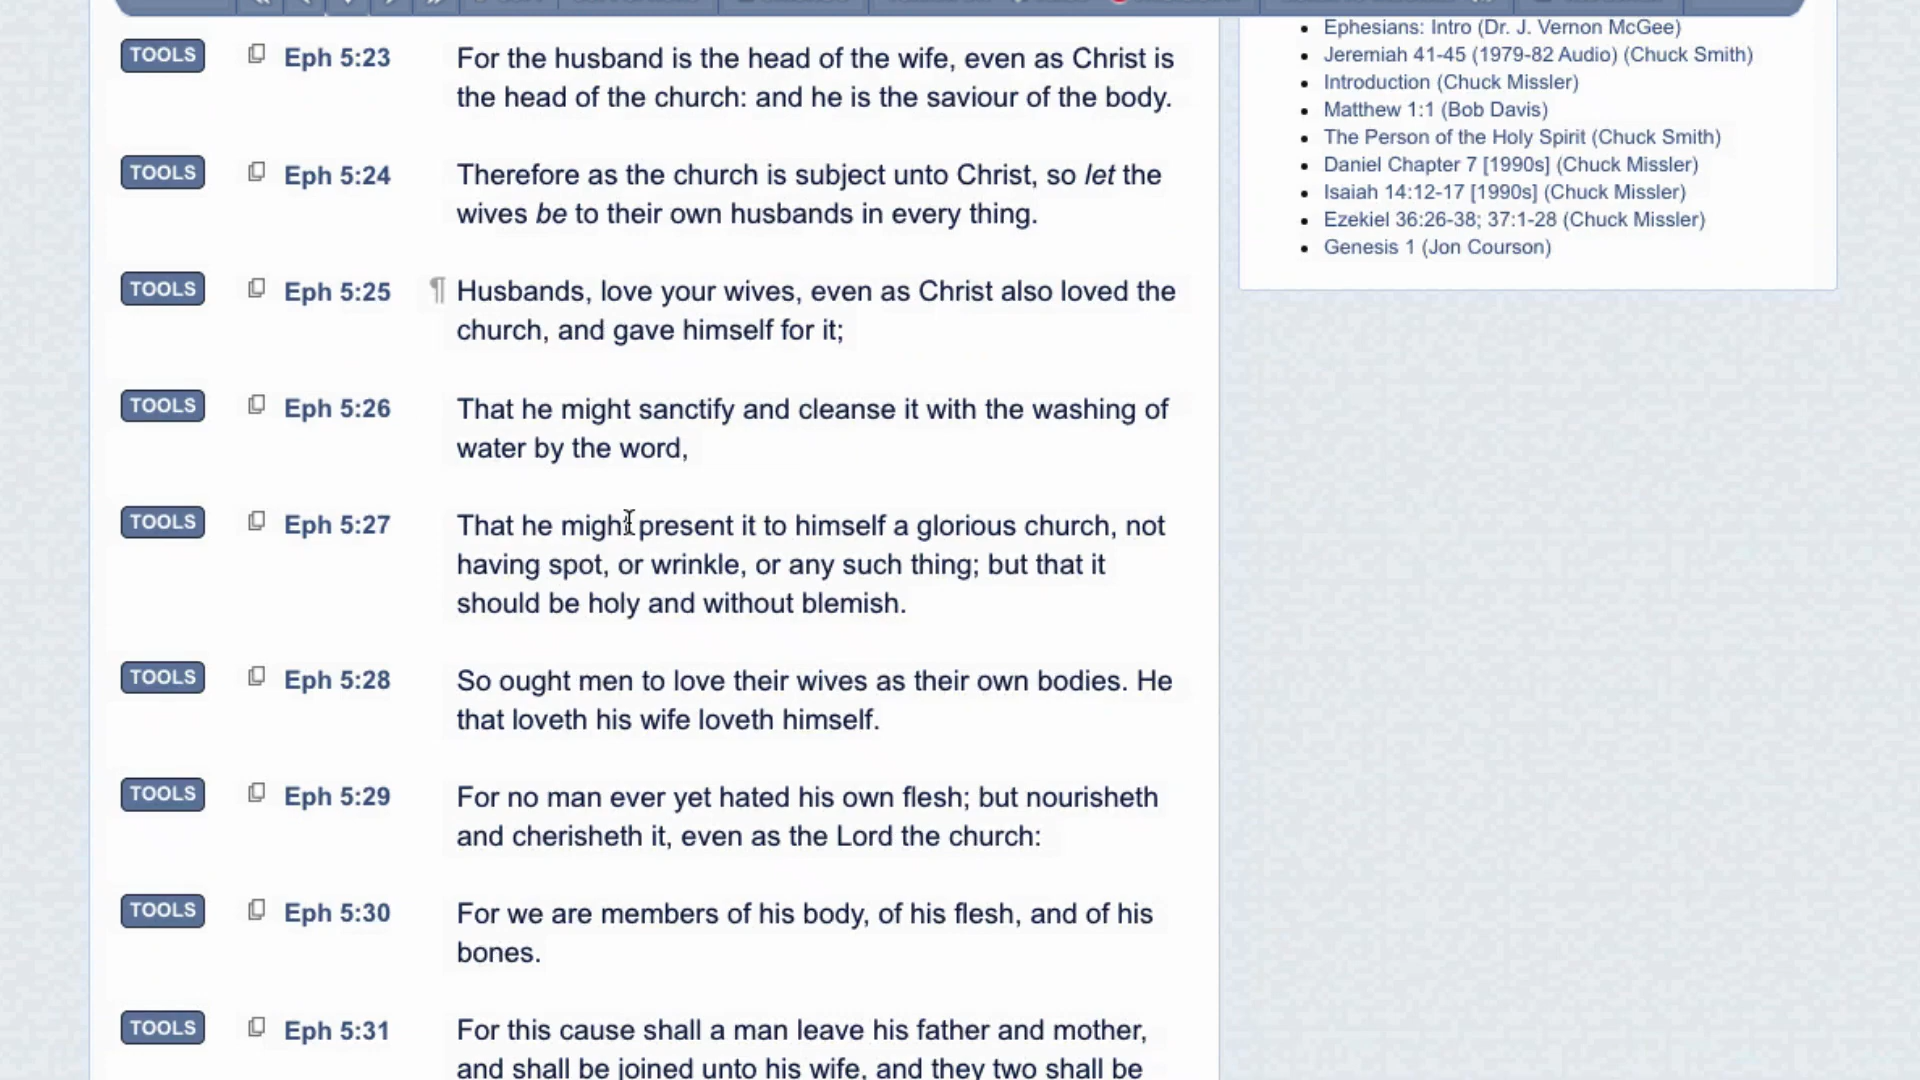 TOOLS Eph 5:23 For the husband is the head of the wife, even as Christ is
the head of the church: and he is the saviour of the body.
TOOLS Eph 5:24 Therefore as the church is subject unto Christ, so let the
wives be to their own husbands in every thing.
TOOLS Eph 5:25 ¶ Husbands, love your wives, even as Christ also loved the
church, and gave himself for it;
TOOLS Eph 5:26 That he might sanctify and cleanse it with the washing of
water by the word,
TOOLS Eph 5:27 That he might present it to himself a glorious church, not
having spot, or wrinkle, or any such thing; but that it
should be holy and without blemish.
TOOLS Eph 5:28 So ought men to love their wives as their own bodies. He
that loveth his wife loveth himself.
TOOLS Eph 5:29 For no man ever yet hated his own flesh; but nourisheth
and cherisheth it, even as the Lord the church:
TOOLS Eph 5:30 For we are members of his body, of his flesh, and of his
bones.
TOOLS Eph 5:31 For this cause shall a man leave his father and mother,
and shall be joined unto his wife, and they two shall be
Ephesians: Intro (Dr. J. Vernon McGee)
Jeremiah 41-45 (1979-82 Audio) (Chuck Smith)
Introduction (Chuck Missler)
Matthew 1:1 (Bob Davis)
The Person of the Holy Spirit (Chuck Smith)
Daniel Chapter 7 [1990s] (Chuck Missler)
Isaiah 14:12-17 [1990s] (Chuck Missler)
Ezekiel 36:26-38; 37:1-28 (Chuck Missler)
Genesis 1 (Jon Courson)